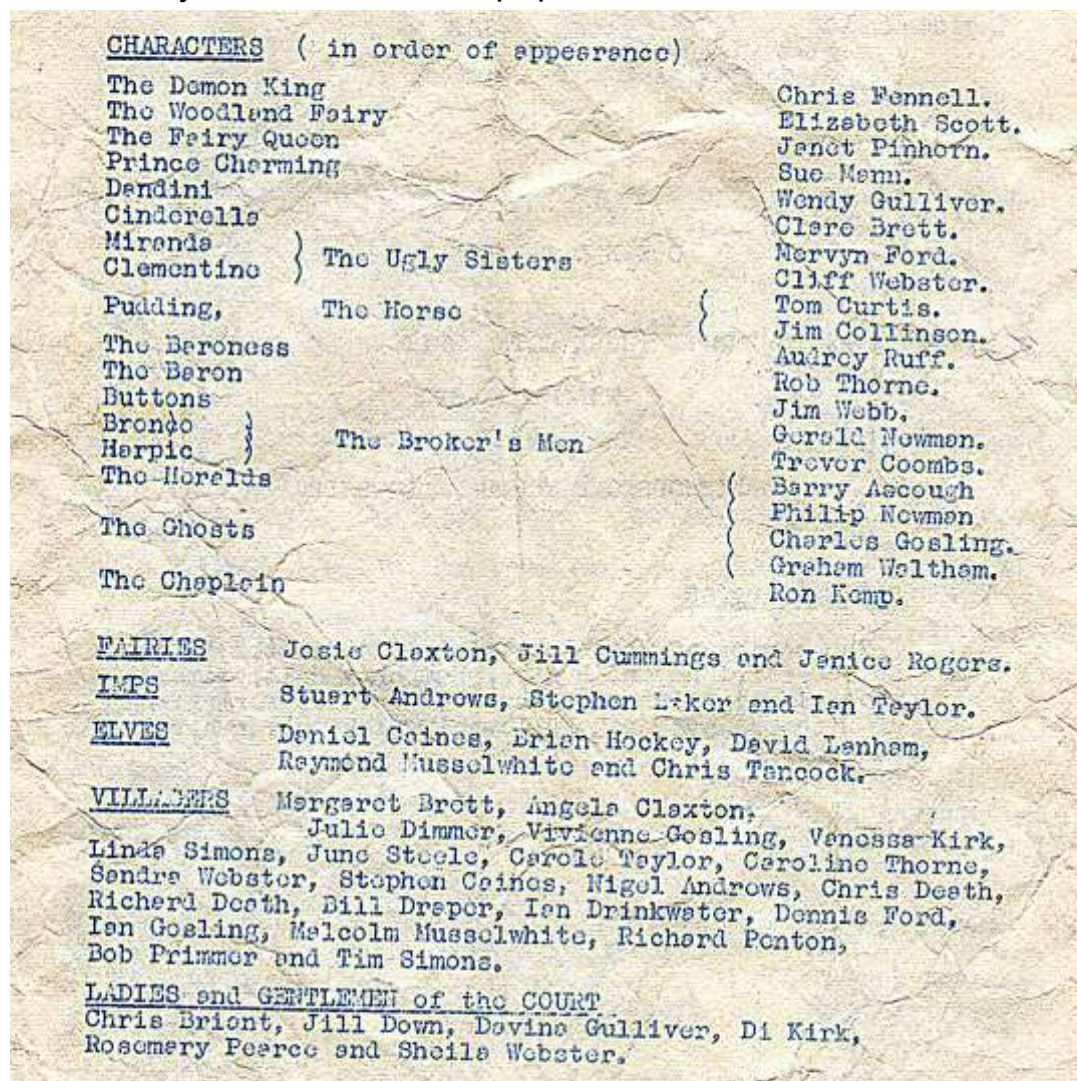 CHARACTERS ( in order of appearance)
The Demon King Chris Fennell.
The Woodland Fairy Elizabeth Scott.
The Fairy Queen Janet Pinhorn.
Prince Charming Sue Mann.
Dandini Wendy Gulliver.
Cinderella Clare Brett.
Miranda } The Ugly Sisters Mervyn Ford.
Clementine } Cliff Webster.
Pudding, The Horse { Tom Curtis.
Jim Collinson.
The Baroness Audrey Ruff.
The Baron Rob Thorne.
Buttons Jim Webb.
Bronco } The Broker's Men Gerald Newman.
Harpic } Trevor Coombs.
The Heralds { Barry Ascough
Philip Newman
The Ghosts { Charles Gosling.
Graham Waltham.
The Chaplain Ron Kemp.
FAIRIES Josie Claxton, Jill Cummings and Janice Rogers.
IMPS Stuart Andrews, Stephen and Ian Taylor.
ELVES Daniel Caines, Brian Hockey, David Lanham,
Raymond Musselwhite and Chris Tancock.
VILLAGERS Margaret Brett, Angela Claxton,
Julie Dimmer, Vivienne Gosling, Vanessa Kirk,
Linda Simons, June Steele, Carole Taylor, Caroline Thorne,
Sandra Webster, Stephen Caines, Nigel Andrews, Chris Death,
Richard Death, Bill Draper, Ian Drinkwater, Dennis Ford,
Ian Gosling, Malcolm Musselwhite, Richard Penton,
Bob Primmer and Tim Simons.
LADIES and GENTLEMEN of the COURT
Chris Briant, Jill Down, Davina Gulliver, Di Kirk,
Rosemary Pearce and Sheila Webster.